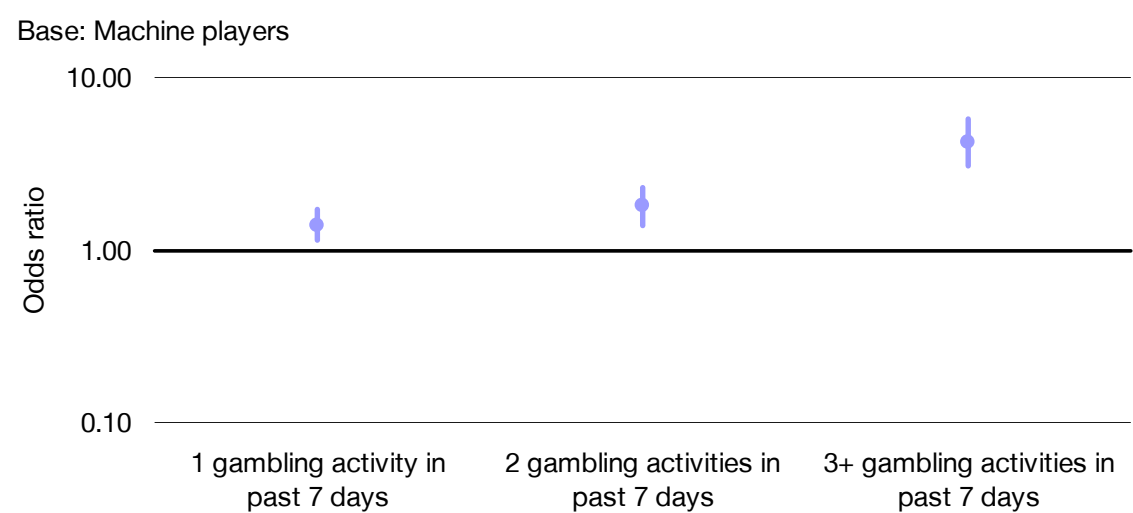 Base: Machine players
10.00
Odds ratio
1.00
0.10
1 gambling activity in
past 7 days
2 gambling activities in
past 7 days
3+ gambling activities in
past 7 days